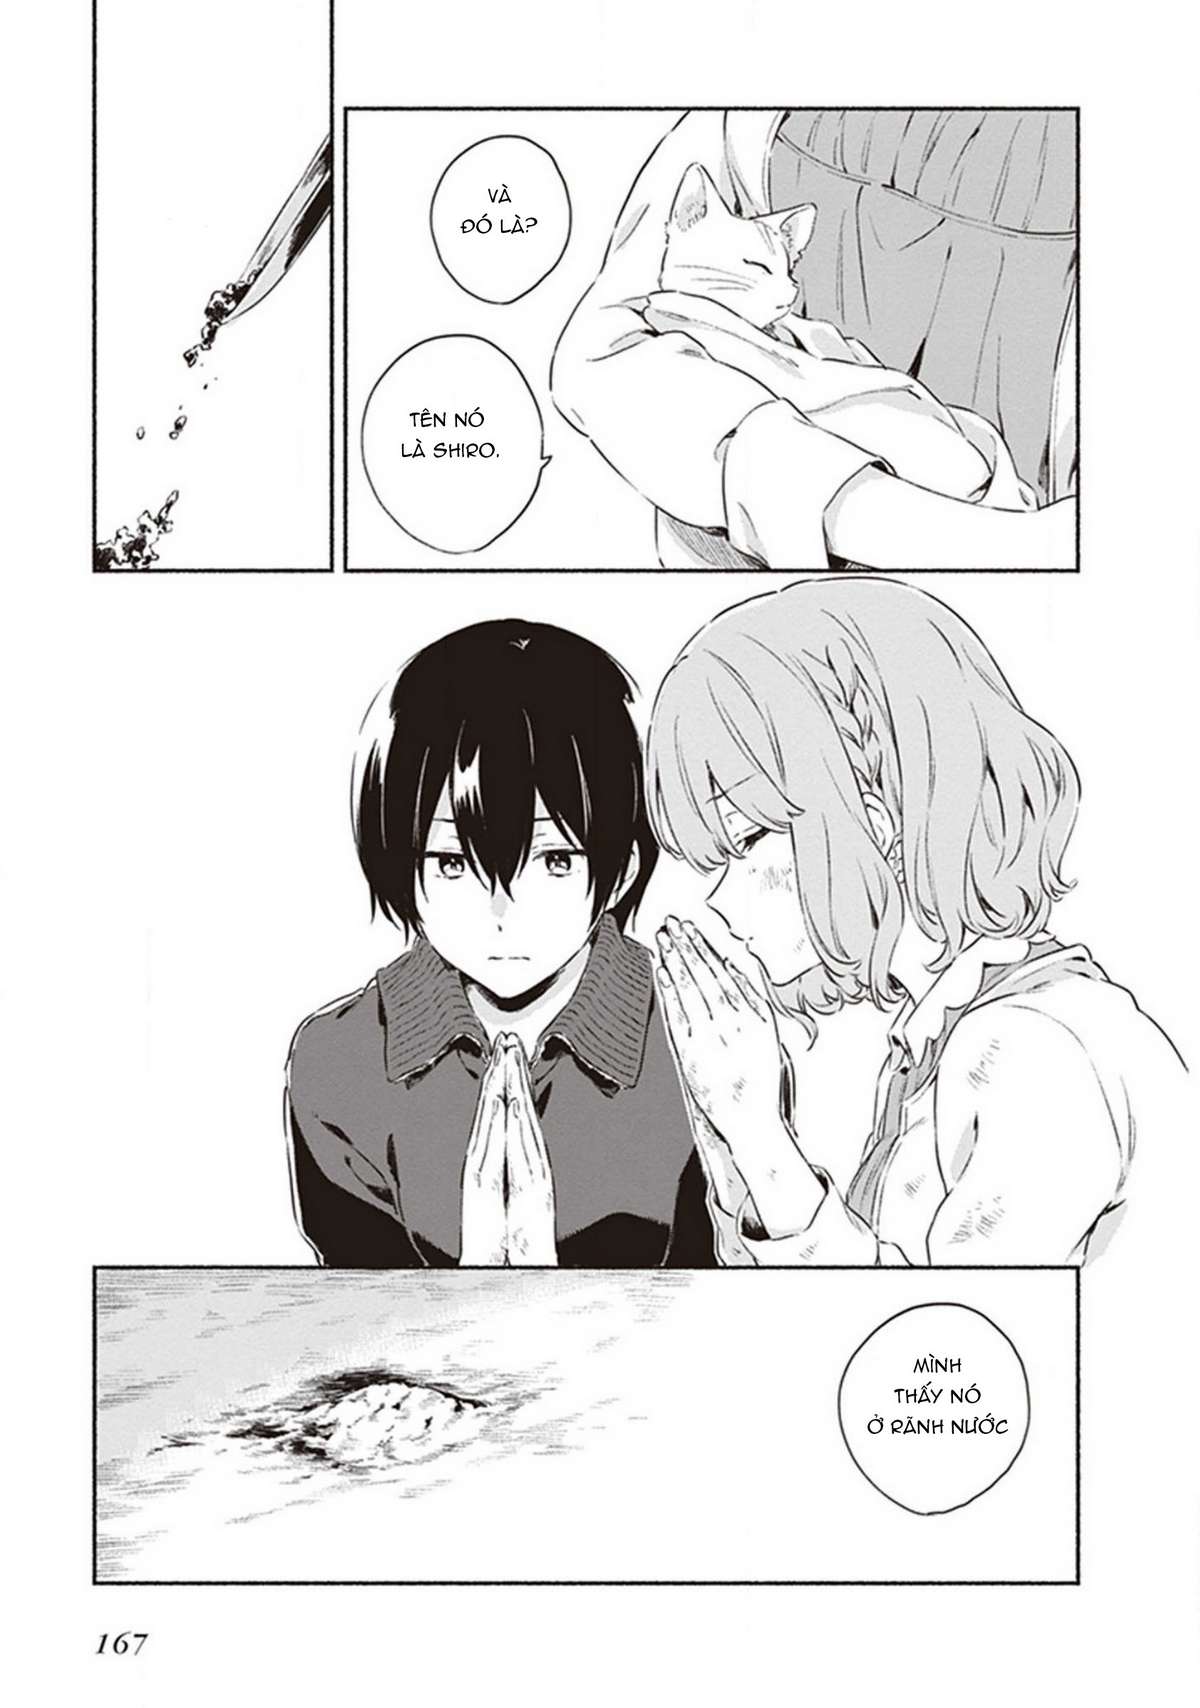 VÀ
ĐÓ LÀ?
TÊN NÓ
LÀ SHIRO.
MÌNH
THẤY NÓ
Ở RÃNH NƯỚC
167